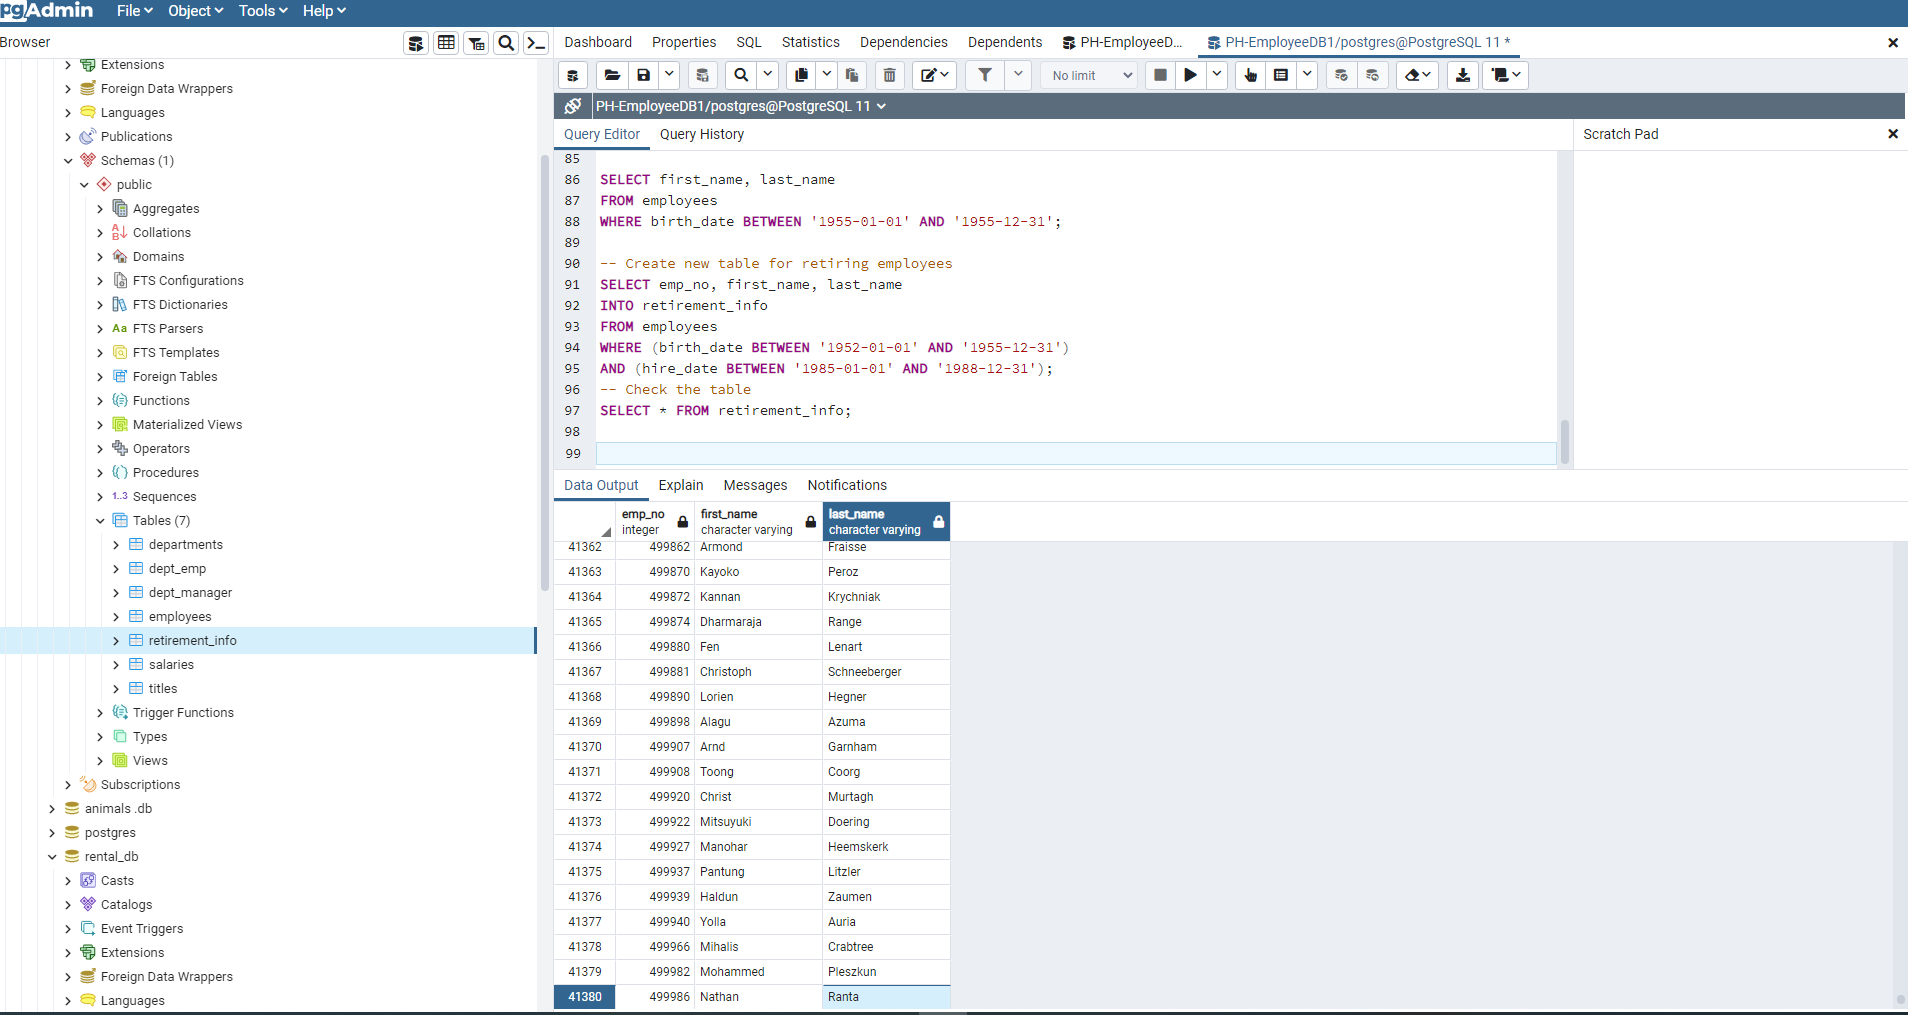 pgAdmin File Object Tools Help
Browser
Dashboard Properties SQL Statistics Dependencies Dependents PH-EmployeeD... PH-EmployeeDB1/postgres@PostgreSQL 11 *
Extensions
Foreign Data Wrappers
Languages
Publications
Schemas (1)
public
Aggregates
Collations
Domains
FTS Configurations
FTS Dictionaries
Aa FTS Parsers
FTS Templates
Foreign Tables
Functions
Materialized Views
Operators
Procedures
1..3 Sequences
Tables (7)
departments
dept_emp
dept_manager
employees
retirement_info
salaries
titles
Trigger Functions
Types
Views
Subscriptions
animals .db
postgres
rental_db
Casts
Catalogs
Event Triggers
Extensions
Foreign Data Wrappers
Languages
No limit
PH-EmployeeDB1/postgres@PostgreSQL 11
Query Editor Query History
Scratch Pad
85
86 SELECT first_name, last_name
87 FROM employees
88 WHERE birth_date BETWEEN '1955-01-01' AND '1955-12-31';
89
90 -- Create new table for retiring employees
91 SELECT emp_no, first_name, last_name
92 INTO retirement_info
93 FROM employees
94 WHERE (birth_date BETWEEN '1952-01-01' AND '1955-12-31')
95 AND (hire_date BETWEEN '1985-01-01' AND '1988-12-31');
96 -- Check the table
97 SELECT * FROM retirement_info;
98
99
Data Output Explain Messages Notifications
emp_no first_name last_name
integer character varying character varying
41362 499862 Armond Fraisse
41363 499870 Kayoko Peroz
41364 499872 Kannan Krychniak
41365 499874 Dharmaraja Range
41366 499880 Fen Lenart
41367 499881 Christoph Schneeberger
41368 499890 Lorien Hegner
41369 499898 Alagu Azuma
41370 499907 Arnd Garnham
41371 499908 Toong Coorg
41372 499920 Christ Murtagh
41373 499922 Mitsuyuki Doering
41374 499927 Manohar Heemskerk
41375 499937 Pantung Litzler
41376 499939 Haldun Zaumen
41377 499940 Yolla Auria
41378 499966 Mihalis Crabtree
41379 499982 Mohammed Pleszkun
41380 499986 Nathan Ranta